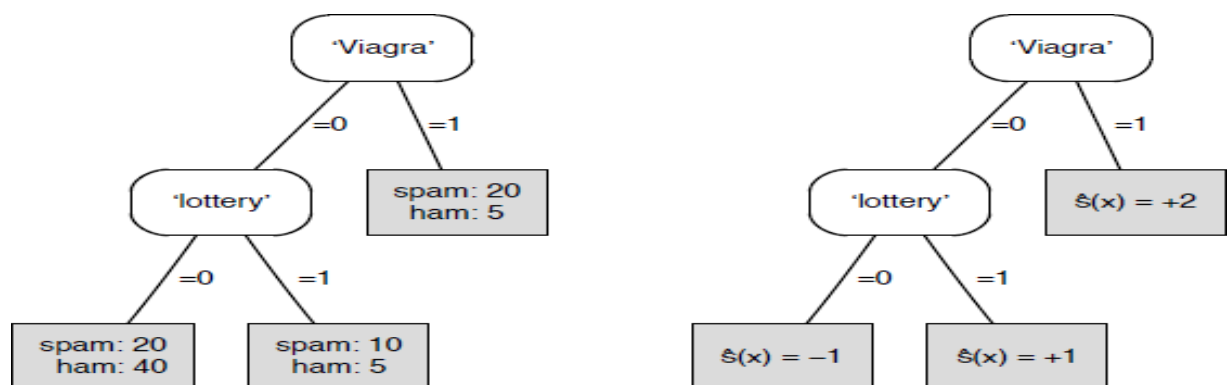 ‘Viagra’
=0
=1
‘lottery’
spam: 20
ham: 5
=0
=1
spam: 20
ham: 40
spam: 10
ham: 5
‘Viagra’
=0
=1
‘lottery’
ŝ(x) = +2
=0
=1
ŝ(x) = −1
ŝ(x) = +1